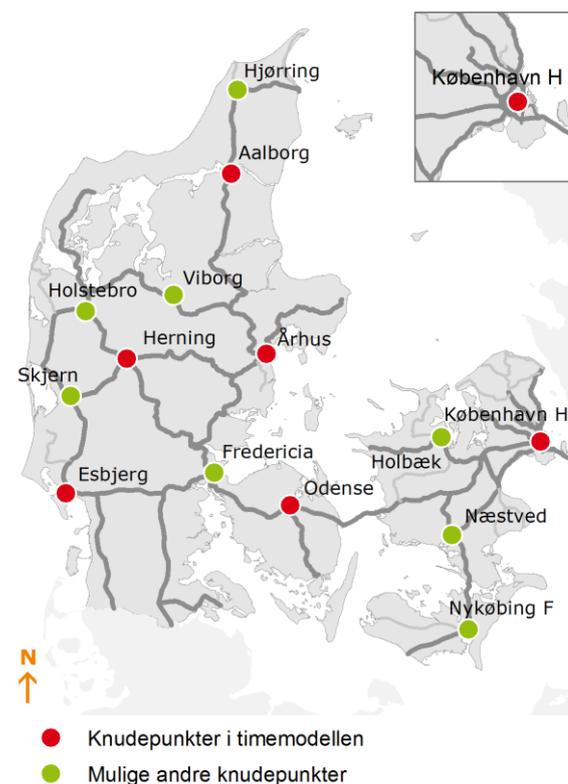 Hjørring
København H
Aalborg
Viborg
Holstebro
Herning
Århus
Skjern
København H
Fredericia
Holbæk
Esbjerg
Odense
Næstved
Nykøbing F
N
Knudepunkter i timemodellen
Mulige andre knudepunkter